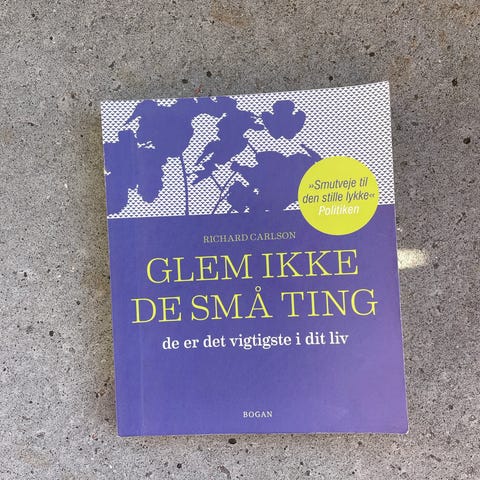 »Smutveje til
den stille lykke«
Politiken
RICHARD CARLSON
GLEM IKKE
DE SMÅ TING
de er det vigtigste i dit liv
BOGAN